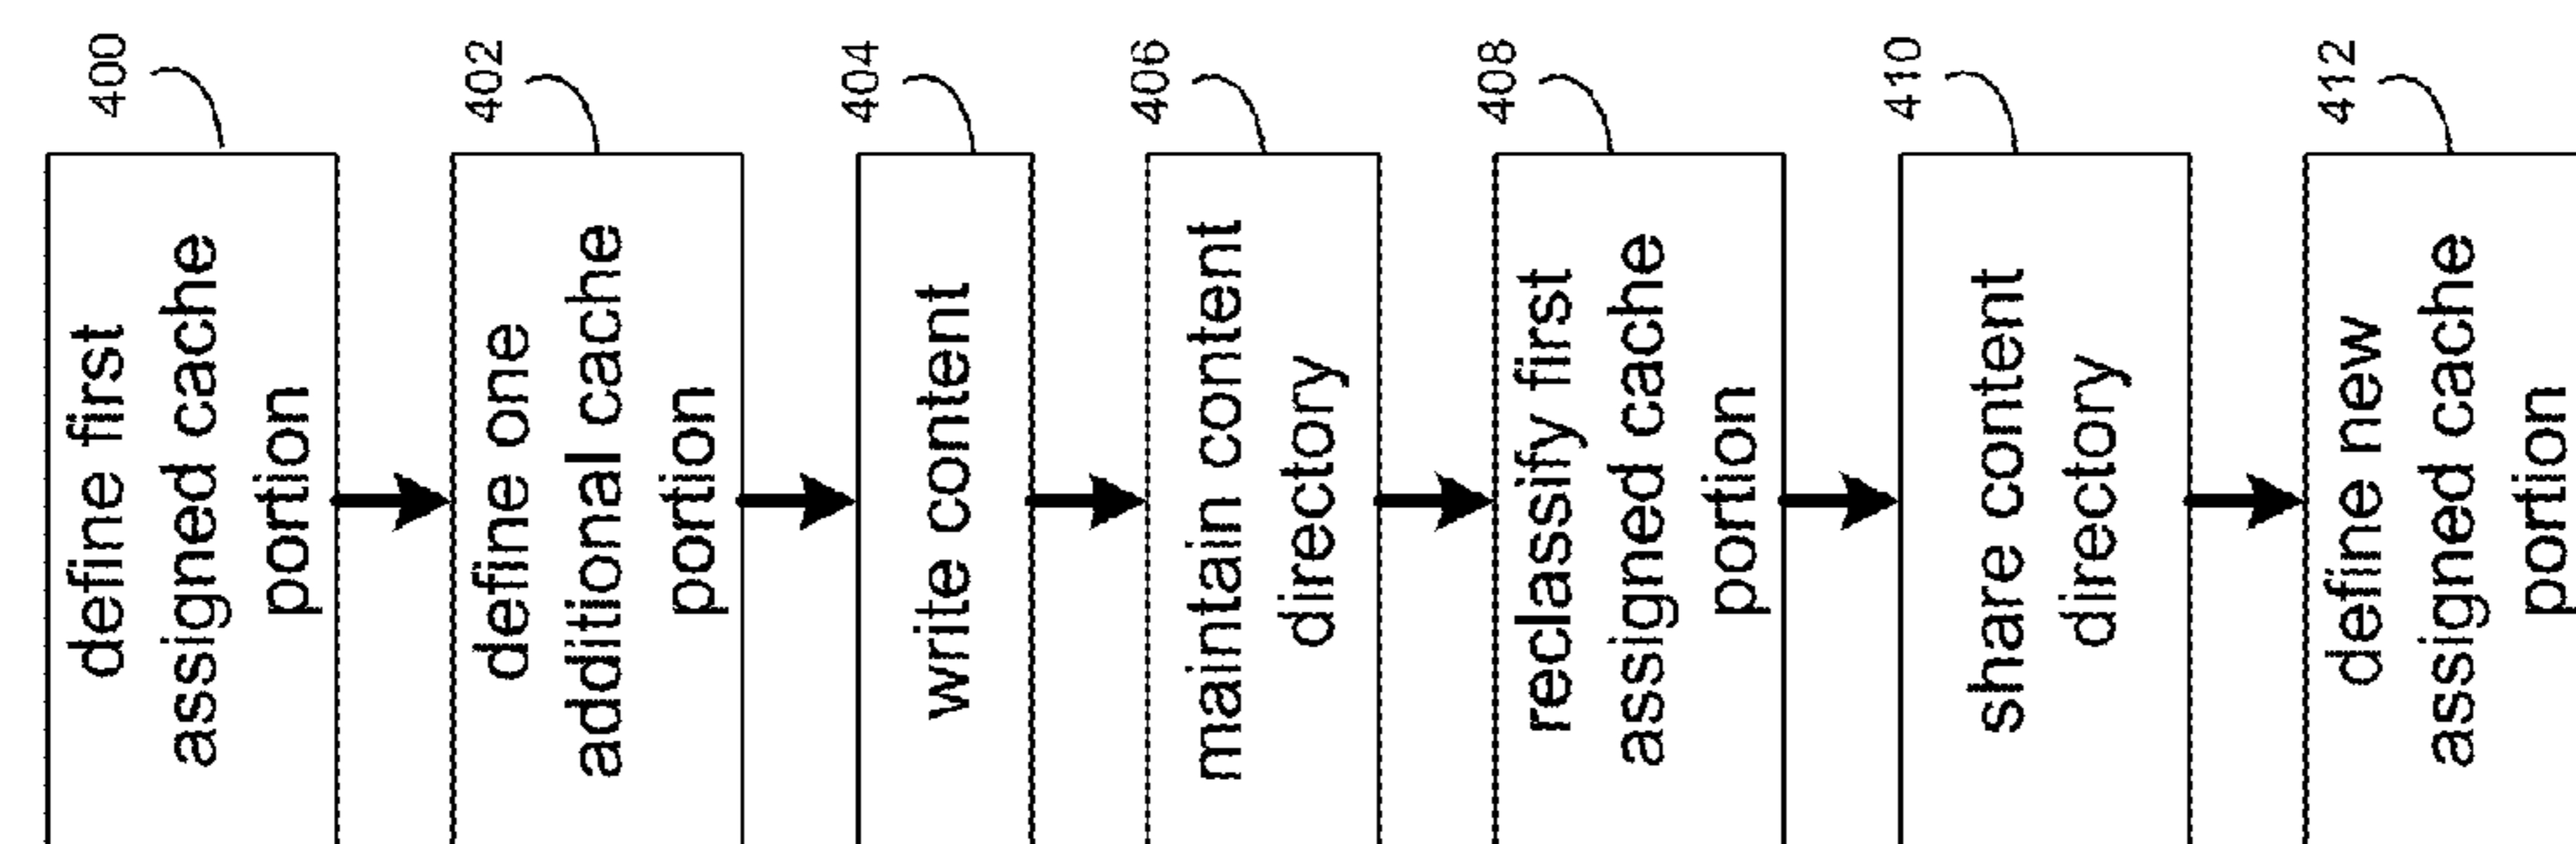 400
define first
assigned cache
portion
402
define one
additional cache
portion
404
write content
406
maintain content
directory
408
reclassify first
assigned cache
portion
410
share content
directory
412
define new
assigned cache
portion